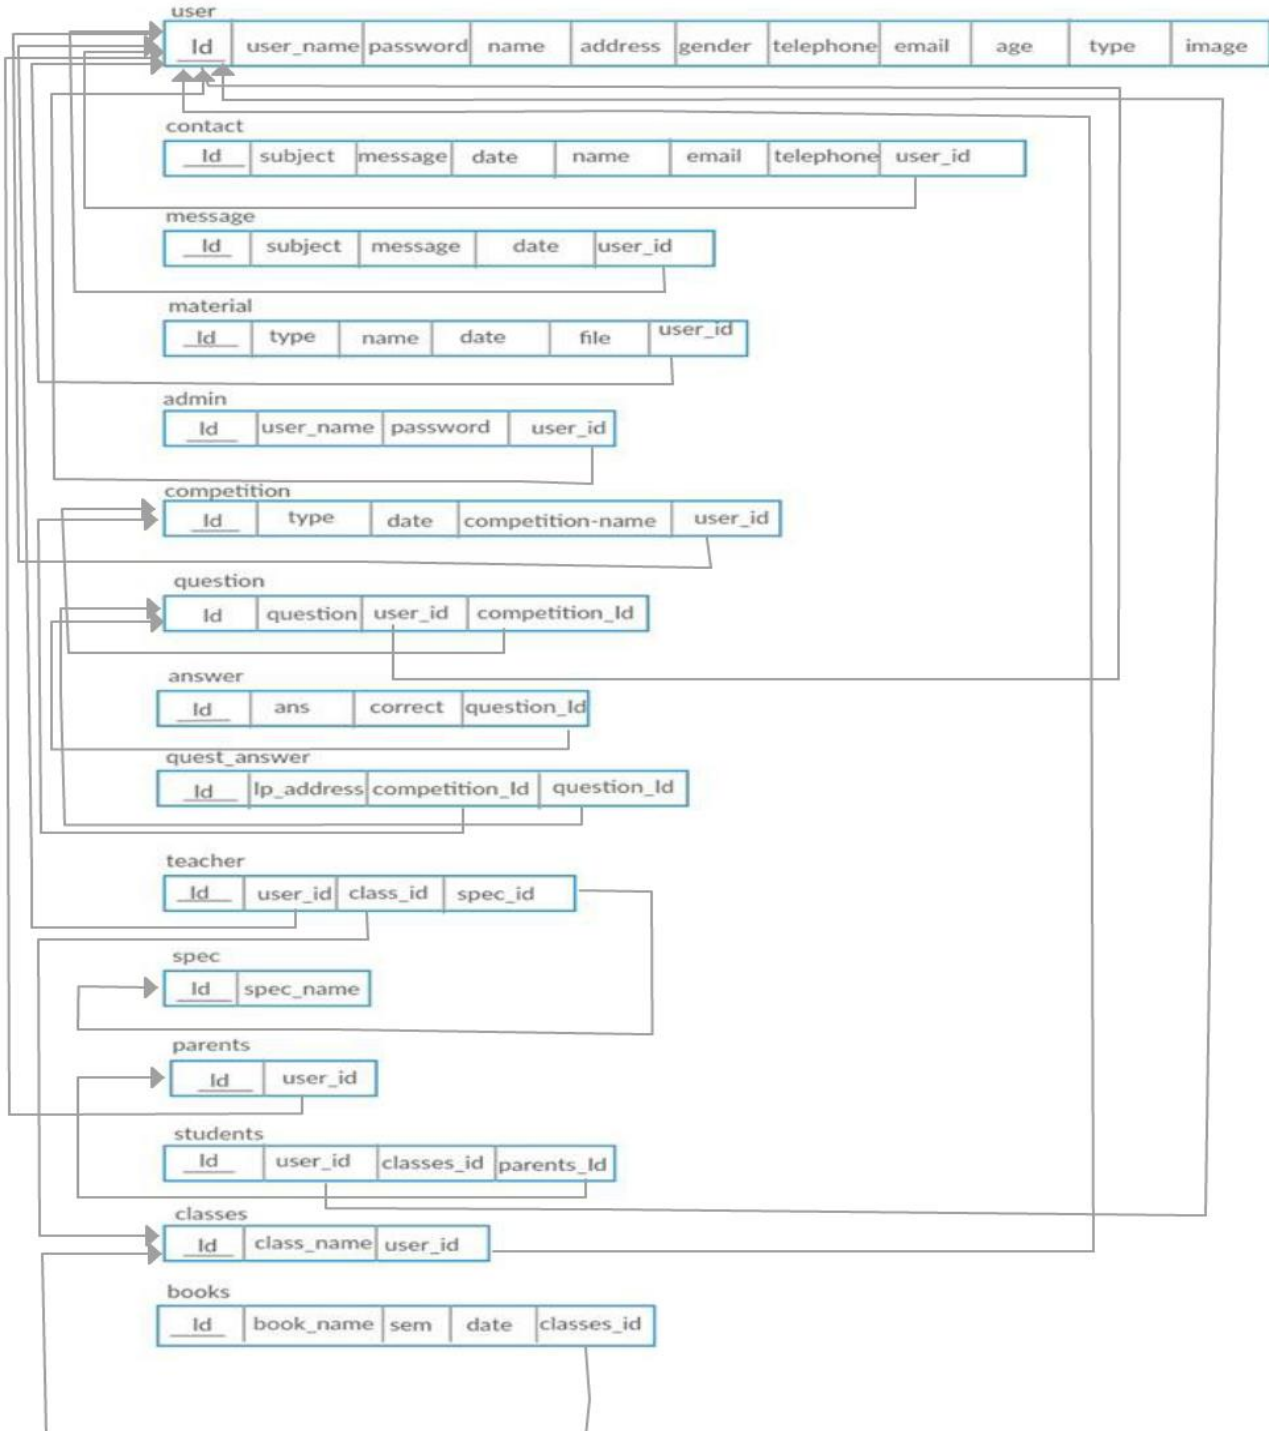 user
Id user_name password name address gender telephone email age type image
contact
Id subject message date name email telephone user_id
message
Id subject message date user_id
material
Id type name date file user_id
admin
Id user_name password user_id
competition
Id type date competition-name user_id
question
Id question user_id competition_Id
answer
Id ans correct question_Id
quest_answer
Id Ip_address competition_Id question_Id
teacher
Id user_id class_id spec_id
spec
Id spec_name
parents
Id user_id
students
Id user_id classes_id parents_Id
classes
Id class_name user_id
books
Id book_name sem date classes_id